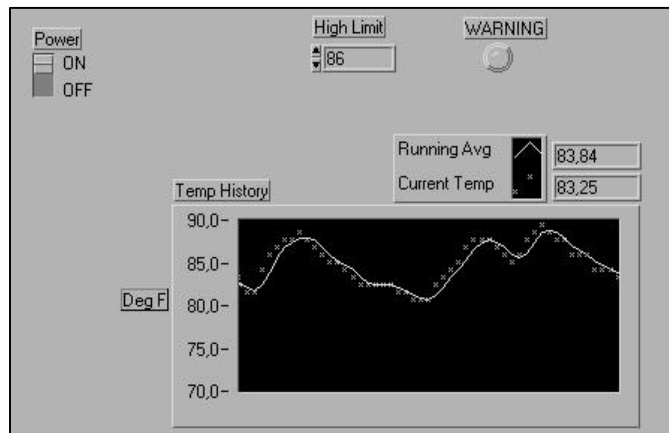 Power
ON
OFF
High Limit
86
WARNING
Running Avg
83,84
Current Temp
83,25
Temp History
Deg F
90,0-
85,0-
80,0-
75,0-
70,0-